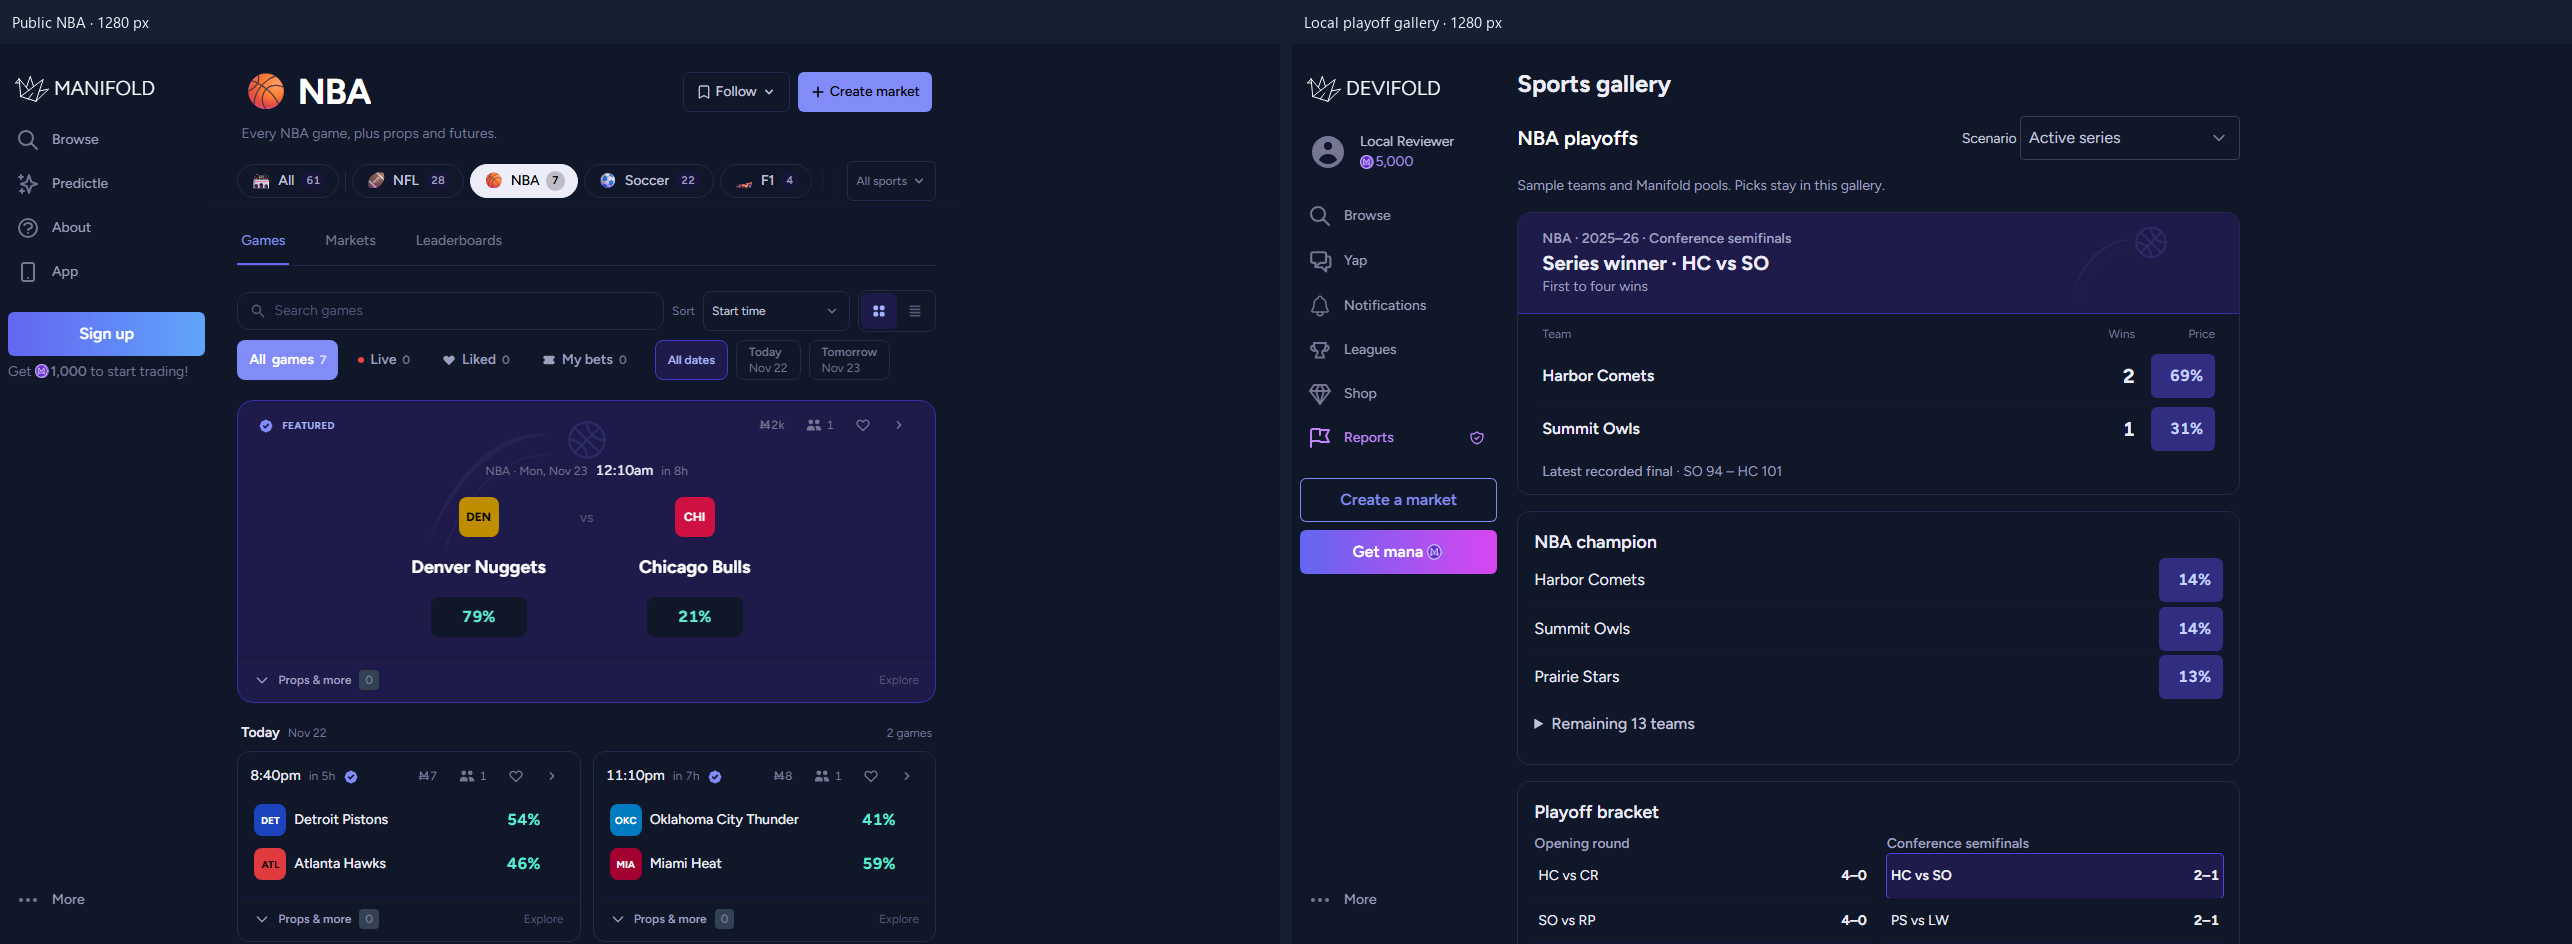 Public NBA · 1280 px
MANIFOLD
Browse
Predictle
About
App
Sign up
Get M1,000 to start trading!
More
NBA
Follow
+ Create market
Every NBA game, plus props and futures.
All 61
NFL 28
NBA 7
Soccer 22
F1 4
All sports
Games
Markets
Leaderboards
Search games
Sort
Start time
All games 7
Live 0
Liked 0
My bets 0
All dates
Today
Nov 22
Tomorrow
Nov 23
FEATURED
M2k
1
NBA · Mon, Nov 23 12:10am in 8h
DEN
vs
CHI
Denver Nuggets
Chicago Bulls
79%
21%
Props & more 0
Explore
Today Nov 22
2 games
8:40pm in 5h
M7
1
DET Detroit Pistons 54%
ATL Atlanta Hawks 46%
Props & more 0
Explore
11:10pm in 7h
M8
1
OKC Oklahoma City Thunder 41%
MIA Miami Heat 59%
Props & more 0
Explore
Local playoff gallery · 1280 px
DEVIFOLD
Local Reviewer
M5,000
Browse
Yap
Notifications
Leagues
Shop
Reports
Create a market
Get mana M
More
Sports gallery
NBA playoffs
Scenario
Active series
Sample teams and Manifold pools. Picks stay in this gallery.
NBA · 2025–26 · Conference semifinals
Series winner · HC vs SO
First to four wins
Team Wins Price
Harbor Comets 2 69%
Summit Owls 1 31%
Latest recorded final · SO 94 – HC 101
NBA champion
Harbor Comets 14%
Summit Owls 14%
Prairie Stars 13%
Remaining 13 teams
Playoff bracket
Opening round
HC vs CR 4–0
SO vs RP 4–0
Conference semifinals
HC vs SO 2–1
PS vs LW 2–1